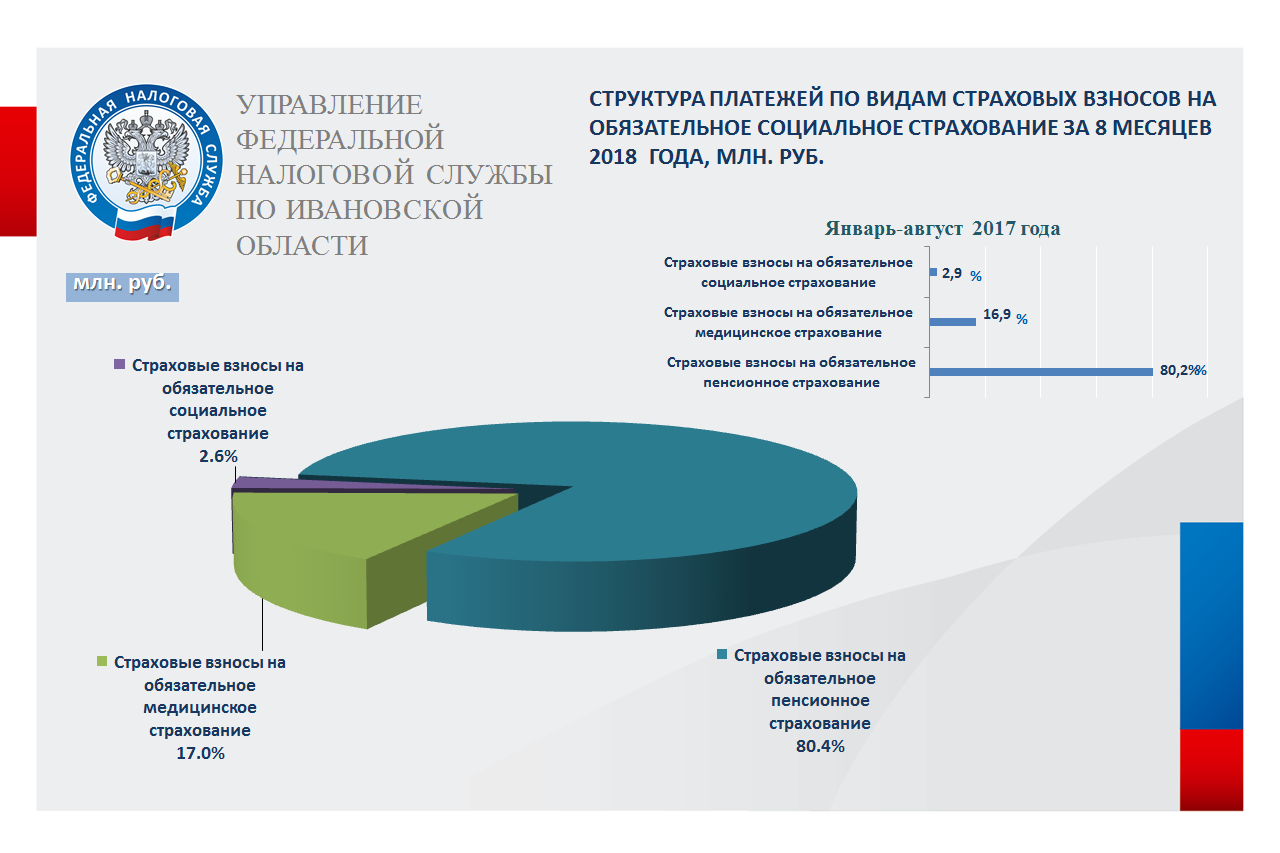 ФЕДЕРАЛЬНАЯ НАЛОГОВАЯ СЛУЖБА
УПРАВЛЕНИЕ
ФЕДЕРАЛЬНОЙ
НАЛОГОВОЙ СЛУЖБЫ
ПО ИВАНОВСКОЙ
ОБЛАСТИ
СТРУКТУРА ПЛАТЕЖЕЙ ПО ВИДАМ СТРАХОВЫХ ВЗНОСОВ НА
ОБЯЗАТЕЛЬНОЕ СОЦИАЛЬНОЕ СТРАХОВАНИЕ ЗА 8 МЕСЯЦЕВ
2018 ГОДА, МЛН. РУБ.
млн. руб.
Январь-август 2017 года
Страховые взносы на обязательное
социальное страхование
2,9 %
Страховые взносы на обязательное
медицинское страхование
16,9 %
Страховые взносы на обязательное
пенсионное страхование
80,2%%
Страховые взносы на
обязательное
социальное
страхование
2.6%
Страховые взносы на
обязательное
медицинское
страхование
17.0%
Страховые взносы на
обязательное
пенсионное
страхование
80.4%